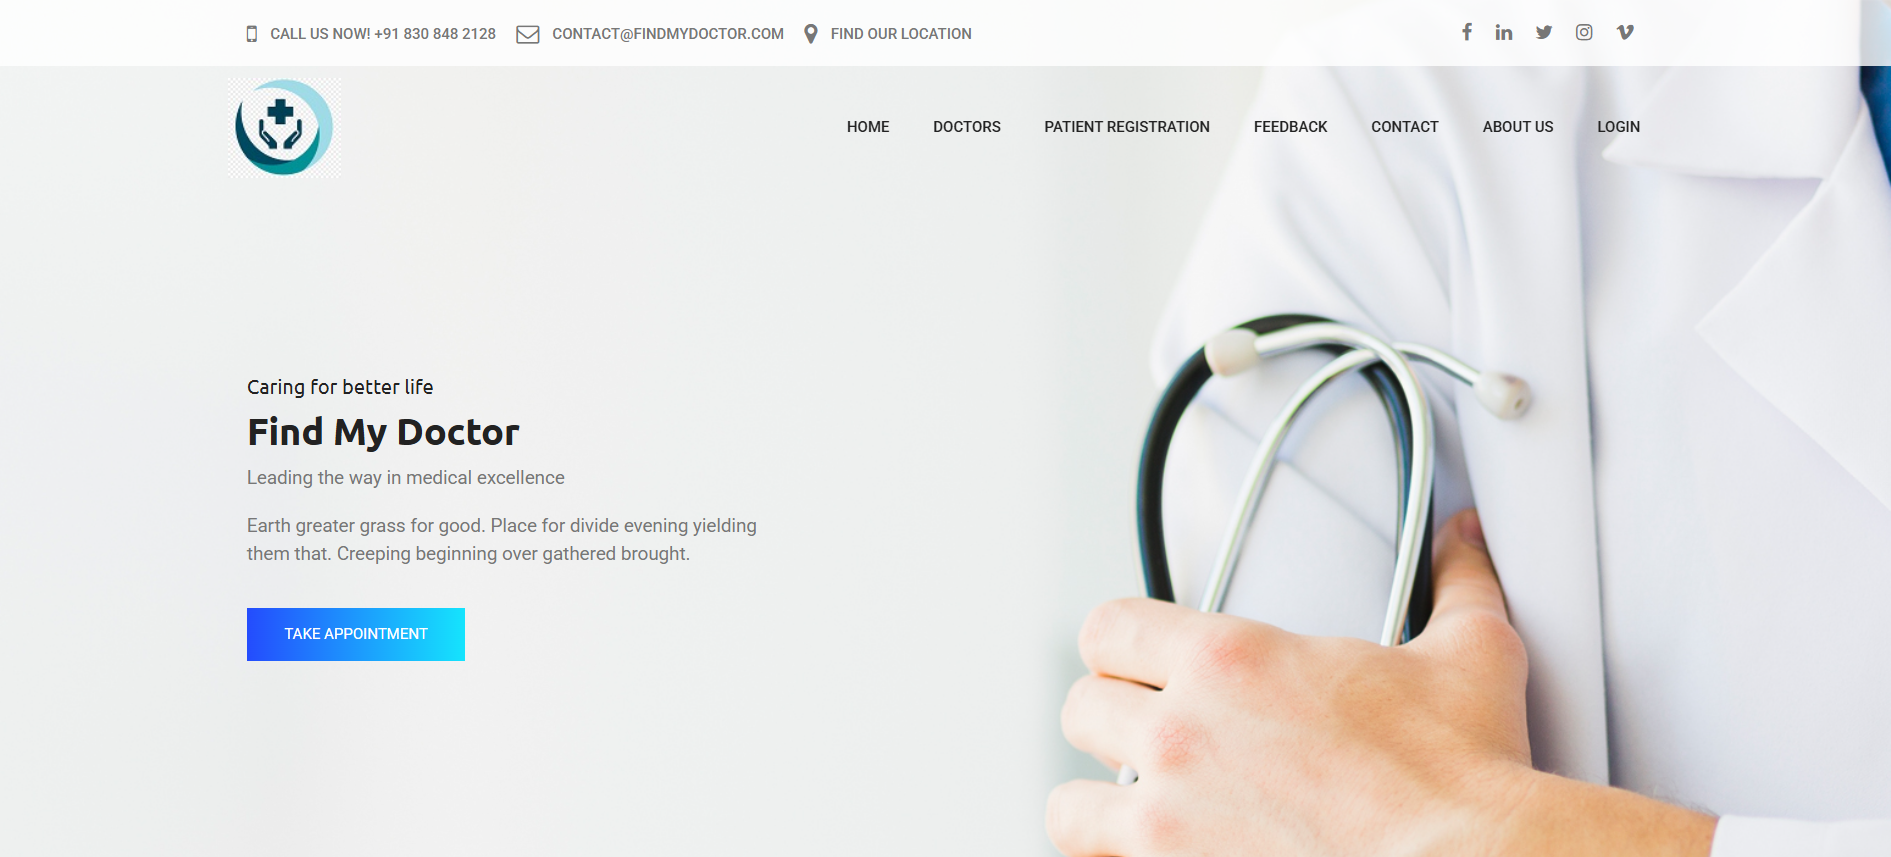 CALL US NOW! +91 830 848 2128 CONTACT@FINDMYDOCTOR.COM FIND OUR LOCATION
HOME DOCTORS PATIENT REGISTRATION FEEDBACK CONTACT ABOUT US LOGIN
Caring for better life
Find My Doctor
Leading the way in medical excellence
Earth greater grass for good. Place for divide evening yielding
them that. Creeping beginning over gathered brought.
TAKE APPOINTMENT